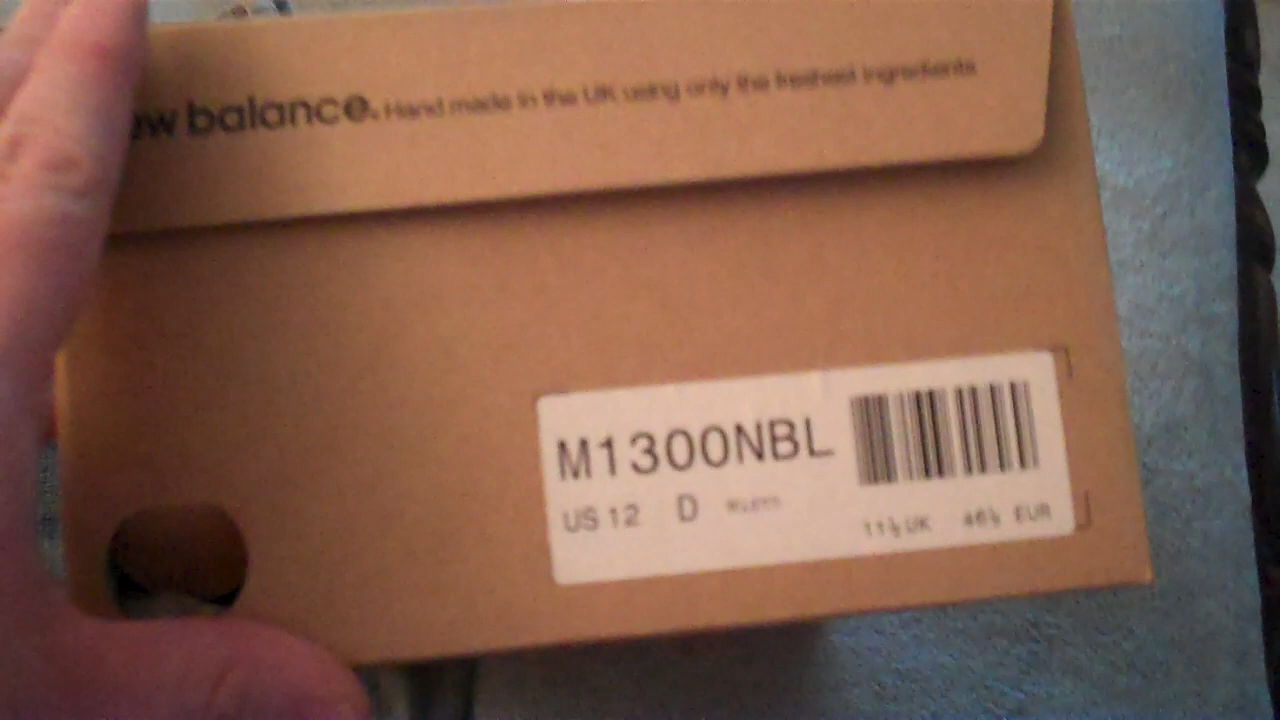 balance. Hand made in the UK using only the freshest ingredients
M1300NBL
US 12 D
11½ UK 46½ EUR